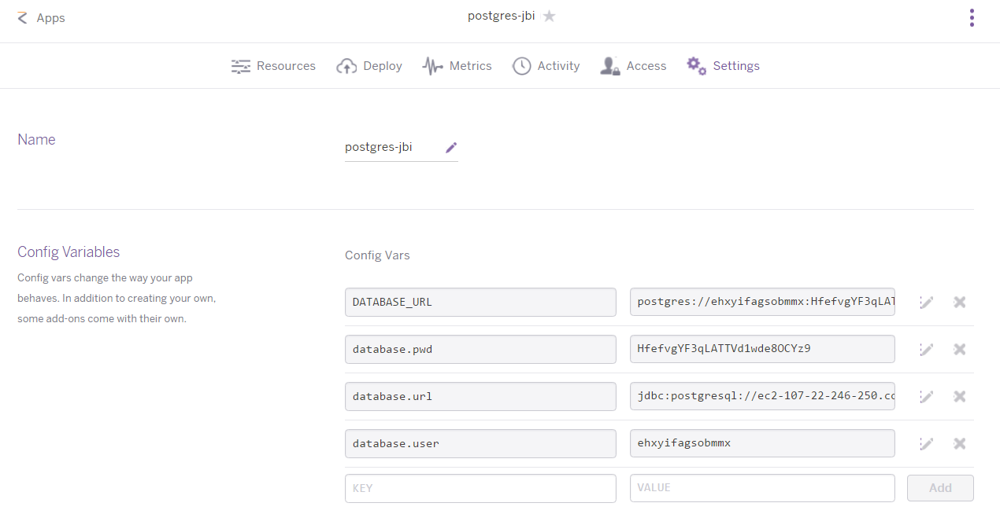 Apps
postgres-jbi
Resources Deploy Metrics Activity Access Settings
Name
postgres-jbi
Config Variables
Config vars change the way your app
behaves. In addition to creating your own,
some add-ons come with their own.
Config Vars
DATABASE_URL postgres://ehxyifagsobmmx:HfefvgYF3qLAT
database.pwd HfefvgYF3qLATTVd1wde8OCYz9
database.url jdbc:postgresql://ec2-107-22-246-250.co
database.user ehxyifagsobmmx
KEY VALUE Add